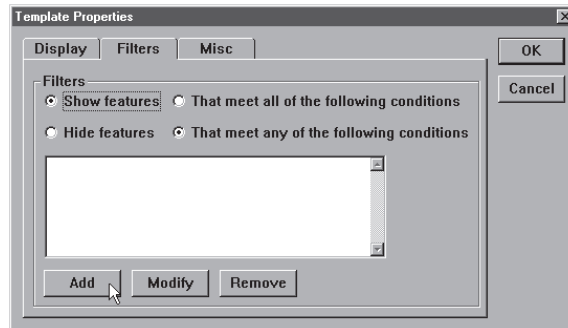 Template Properties
Display Filters Misc
OK
Cancel
Filters
Show features That meet all of the following conditions
Hide features That meet any of the following conditions
Add Modify Remove